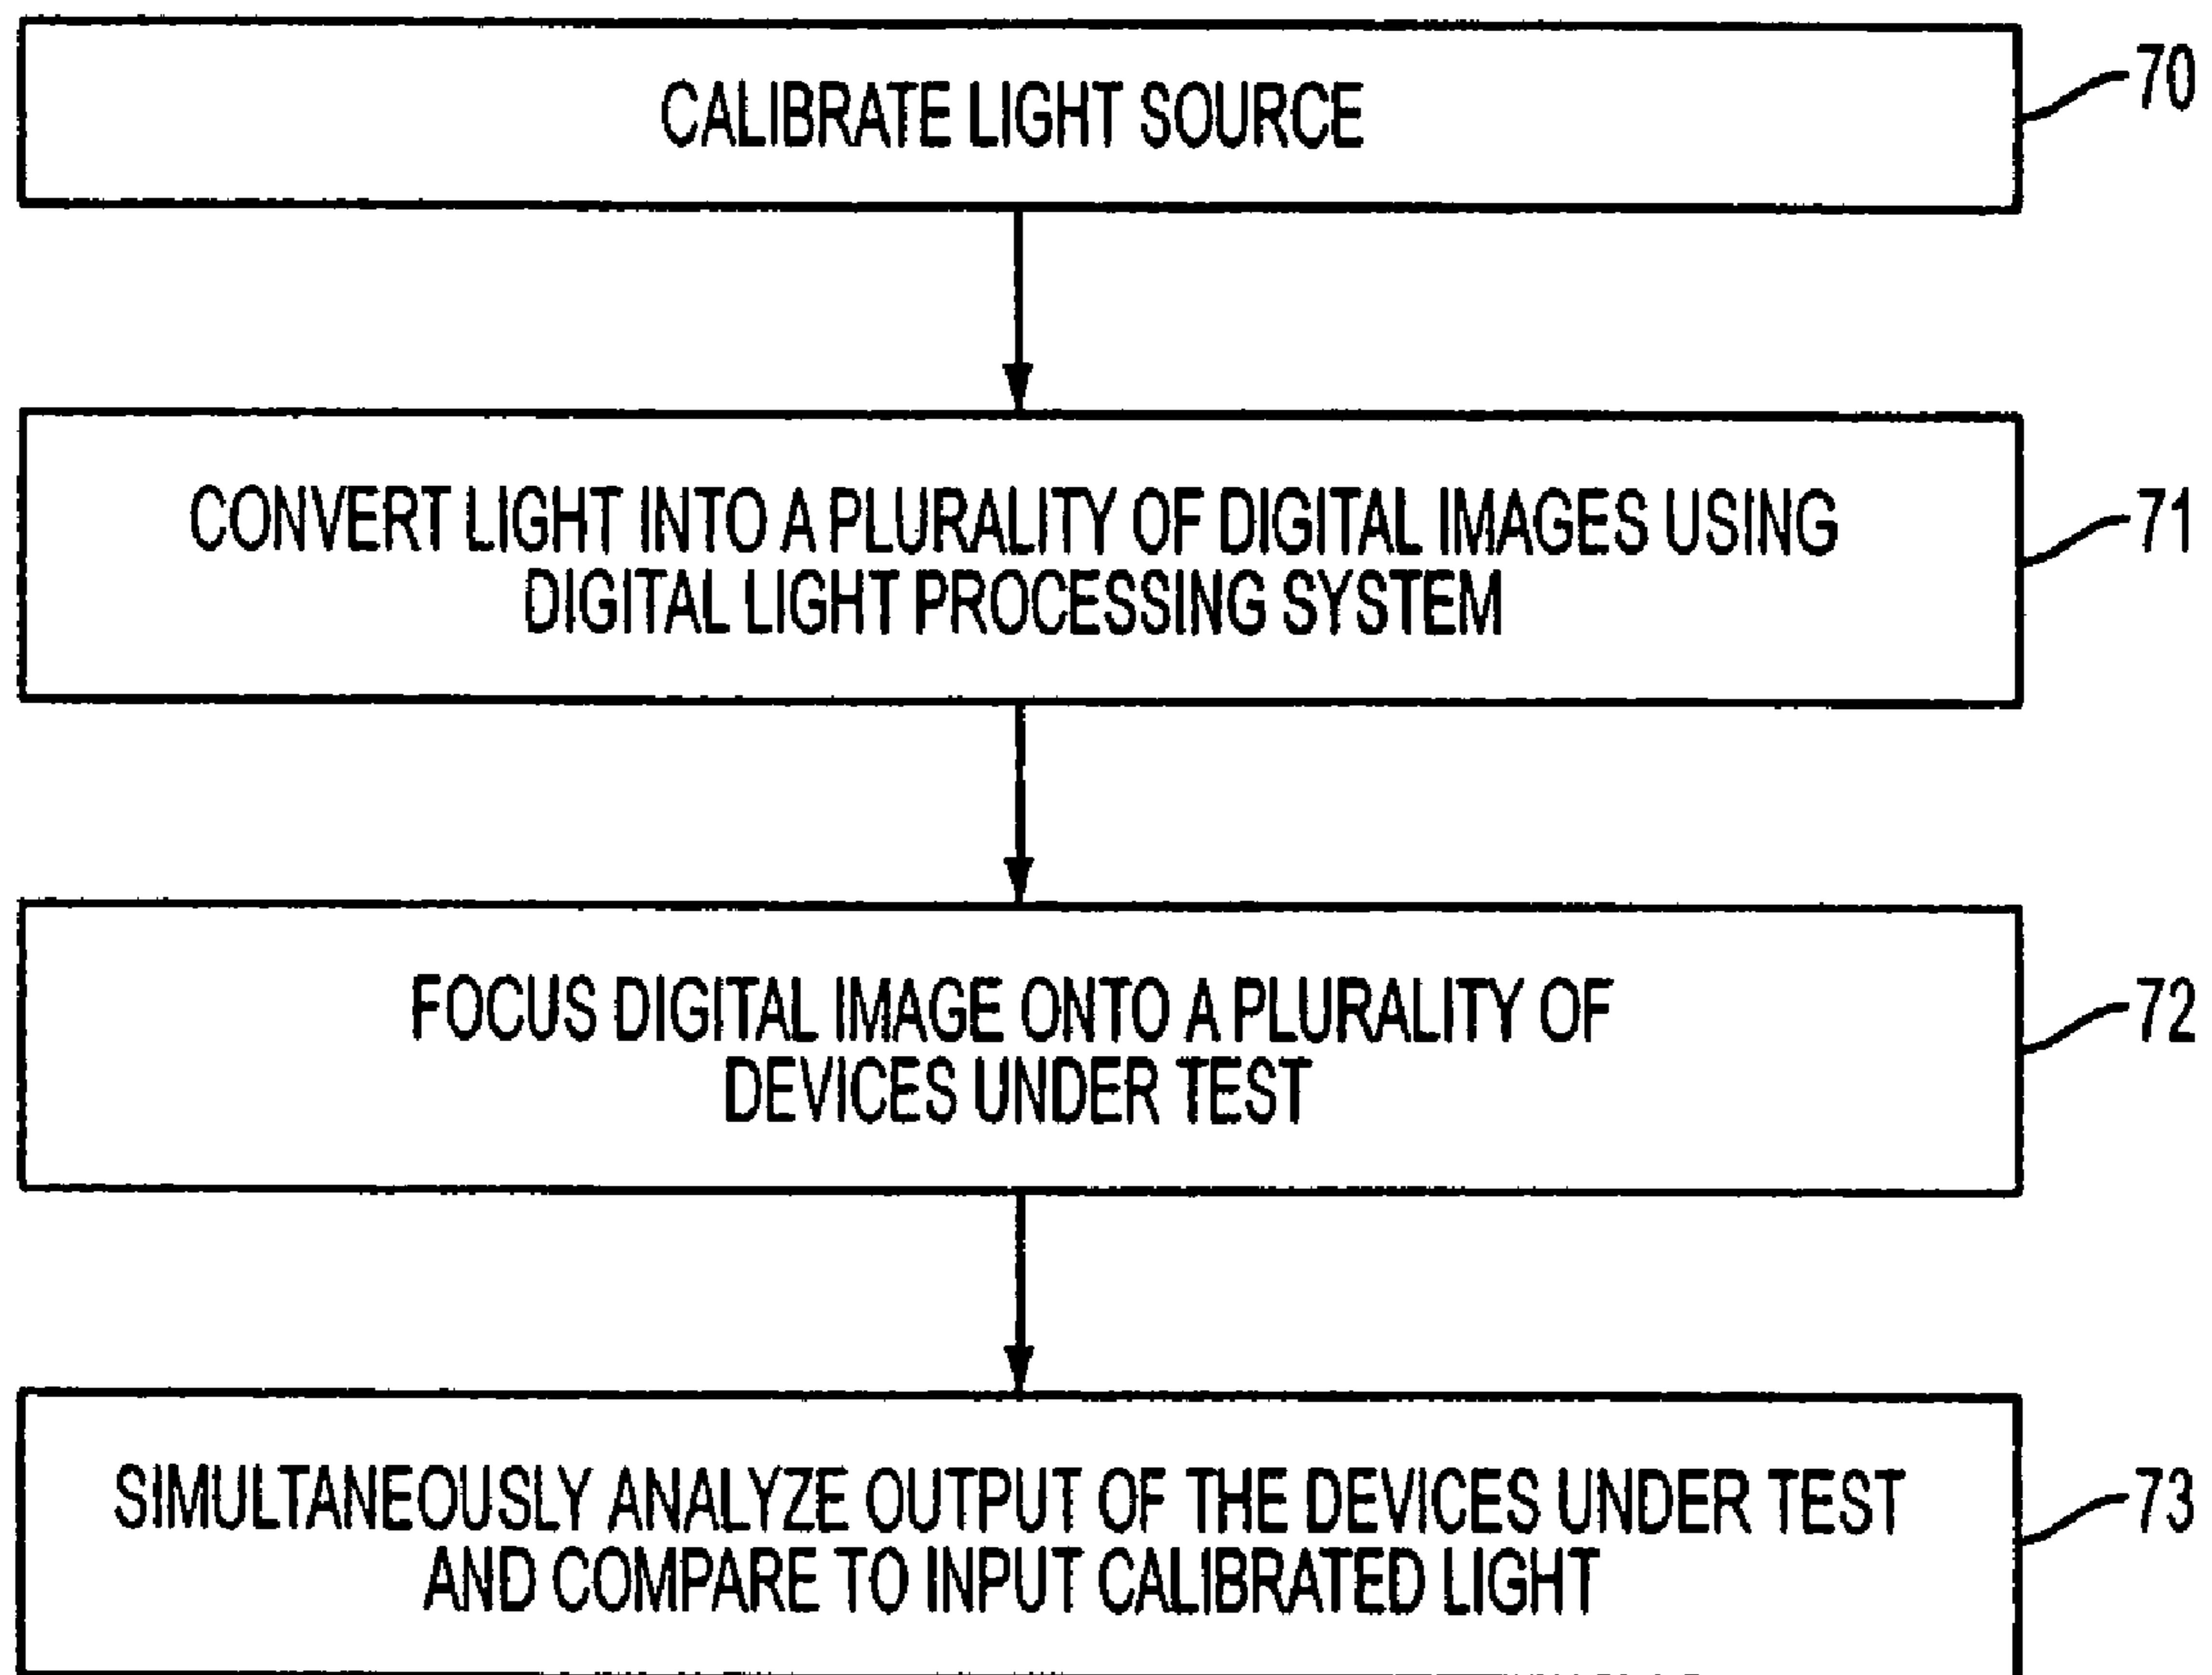 CALIBRATE LIGHT SOURCE
70
CONVERT LIGHT INTO A PLURALITY OF DIGITAL IMAGES USING
DIGITAL LIGHT PROCESSING SYSTEM
71
FOCUS DIGITAL IMAGE ONTO A PLURALITY OF
DEVICES UNDER TEST
72
SIMULTANEOUSLY ANALYZE OUTPUT OF THE DEVICES UNDER TEST
AND COMPARE TO INPUT CALIBRATED LIGHT
73